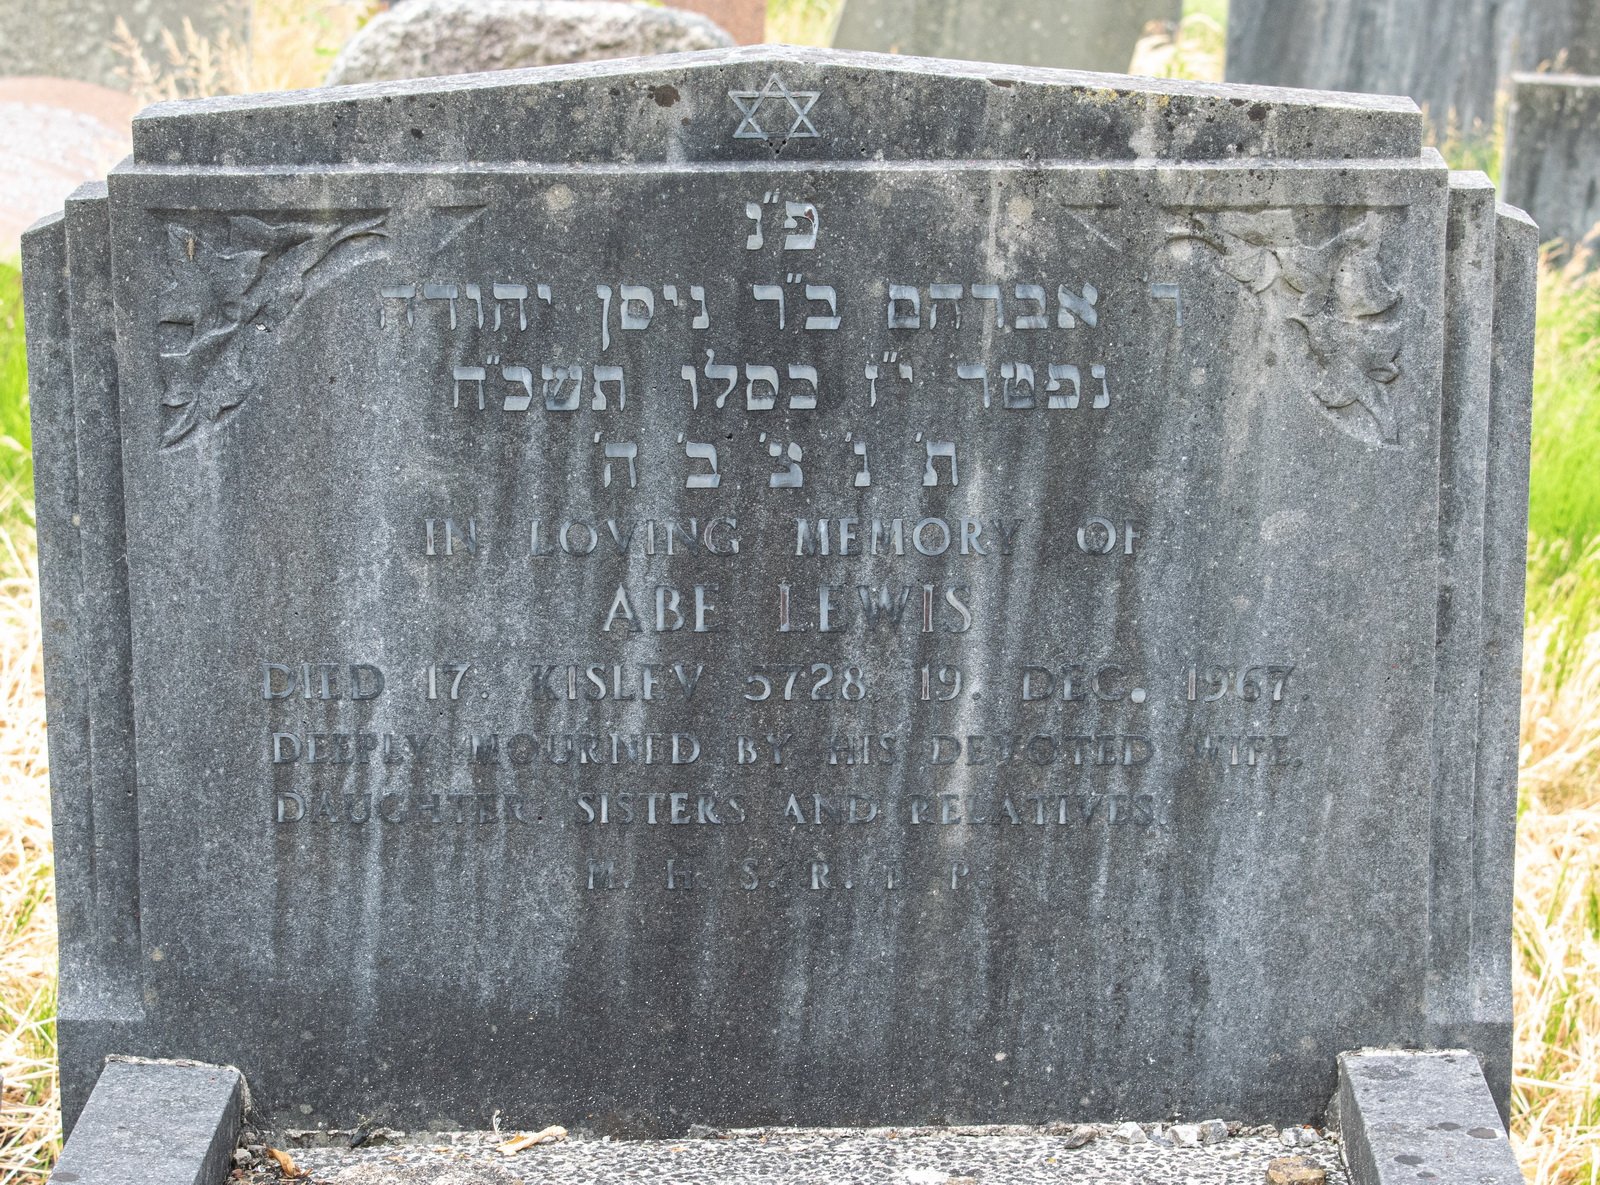 פ"נ
ר אברהם ב"ר ניסן יהודה
נפטר י"ז כסלו תשכ"ח
ת' נ' צ' ב' ה'
IN LOVING MEMORY OF
ABE LEWIS
DIED 17. KISLEV 5728. 19. DEC. 1967.
DEEPLY MOURNED BY HIS DEVOTED WIFE,
DAUGHTER, SISTERS AND RELATIVES.
M. H. S. R. I. P.